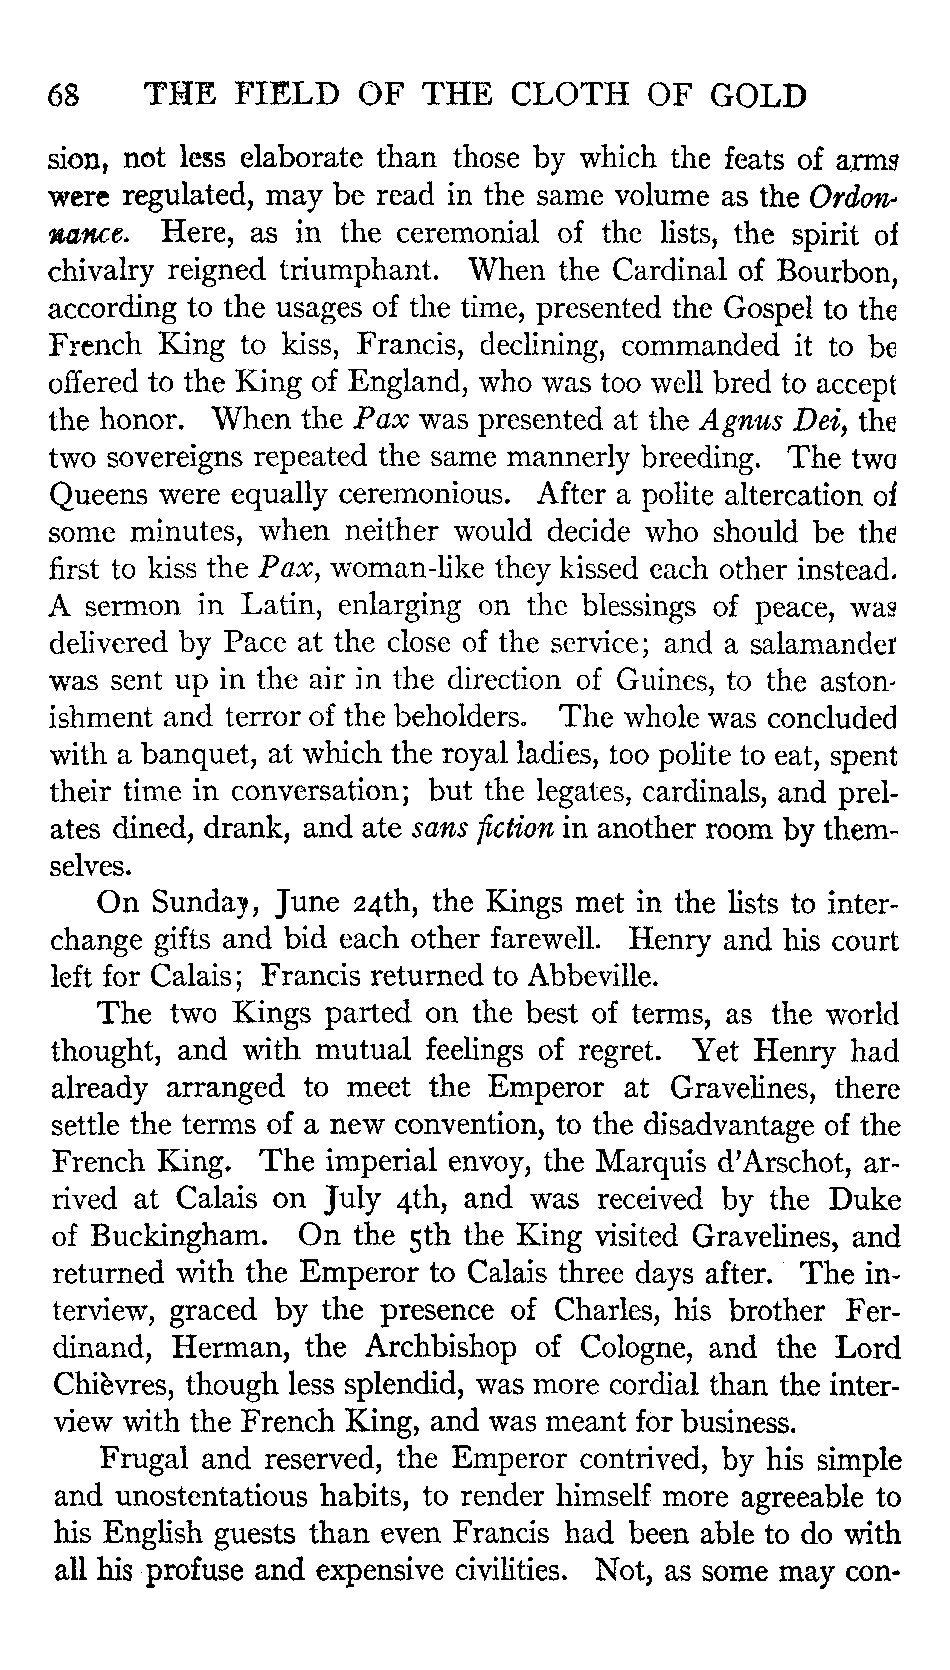 68 THE FIELD OF THE CLOTH OF GOLD
sion, not less elaborate than those by which the feats of arms
were regulated, may be read in the same volume as the Ordon-
nance. Here, as in the ceremonial of the lists, the spirit of
chivalry reigned triumphant. When the Cardinal of Bourbon,
according to the usages of the time, presented the Gospel to the
French King to kiss, Francis, declining, commanded it to be
offered to the King of England, who was too well bred to accept
the honor. When the Pax was presented at the Agnus Dei, the
two sovereigns repeated the same mannerly breeding. The two
Queens were equally ceremonious. After a polite altercation of
some minutes, when neither would decide who should be the
first to kiss the Pax, woman-like they kissed each other instead.
A sermon in Latin, enlarging on the blessings of peace, was
delivered by Pace at the close of the service; and a salamander
was sent up in the air in the direction of Guines, to the aston-
ishment and terror of the beholders. The whole was concluded
with a banquet, at which the royal ladies, too polite to eat, spent
their time in conversation; but the legates, cardinals, and prel-
ates dined, drank, and ate sans fiction in another room by them-
selves.
On Sunday, June 24th, the Kings met in the lists to inter-
change gifts and bid each other farewell. Henry and his court
left for Calais; Francis returned to Abbeville.
The two Kings parted on the best of terms, as the world
thought, and with mutual feelings of regret. Yet Henry had
already arranged to meet the Emperor at Gravelines, there
settle the terms of a new convention, to the disadvantage of the
French King. The imperial envoy, the Marquis d'Arschot, ar-
rived at Calais on July 4th, and was received by the Duke
of Buckingham. On the 5th the King visited Gravelines, and
returned with the Emperor to Calais three days after. The in-
terview, graced by the presence of Charles, his brother Fer-
dinand, Herman, the Archbishop of Cologne, and the Lord
Chièvres, though less splendid, was more cordial than the inter-
view with the French King, and was meant for business.
Frugal and reserved, the Emperor contrived, by his simple
and unostentatious habits, to render himself more agreeable to
his English guests than even Francis had been able to do with
all his profuse and expensive civilities. Not, as some may con-